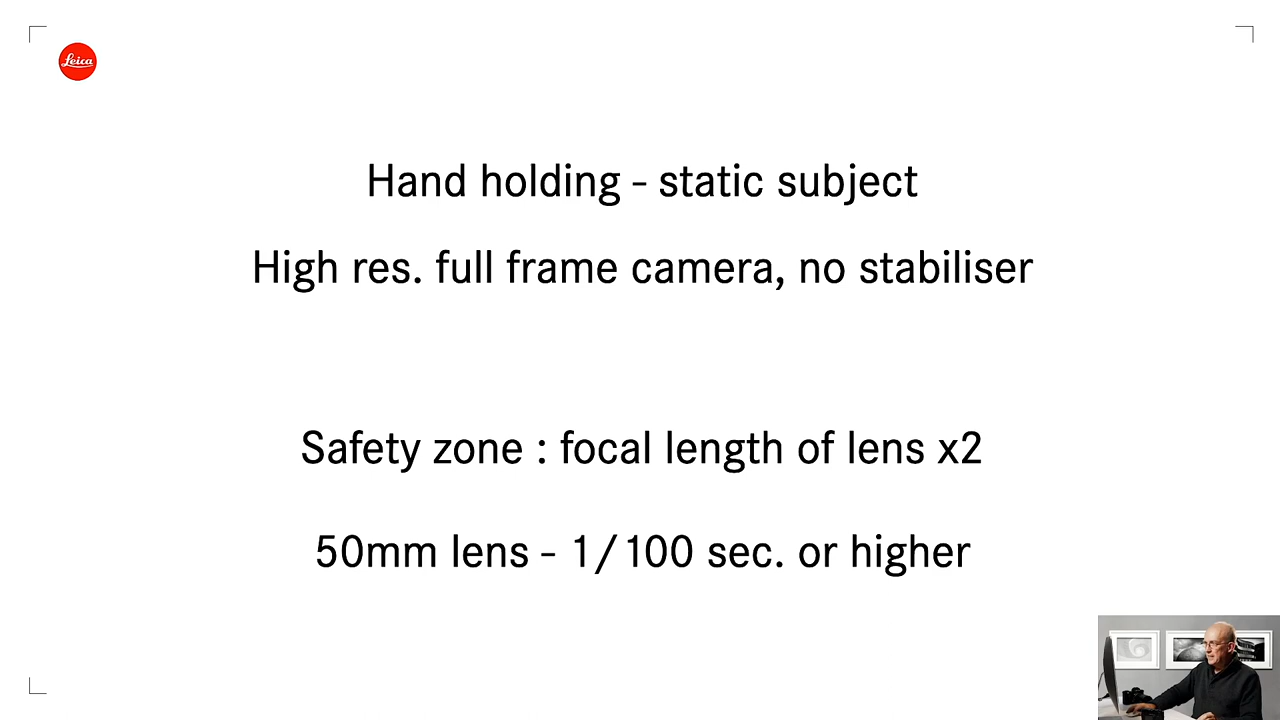 Leica
Hand holding - static subject
High res. full frame camera, no stabiliser
Safety zone : focal length of lens x2
50mm lens - 1/100 sec. or higher